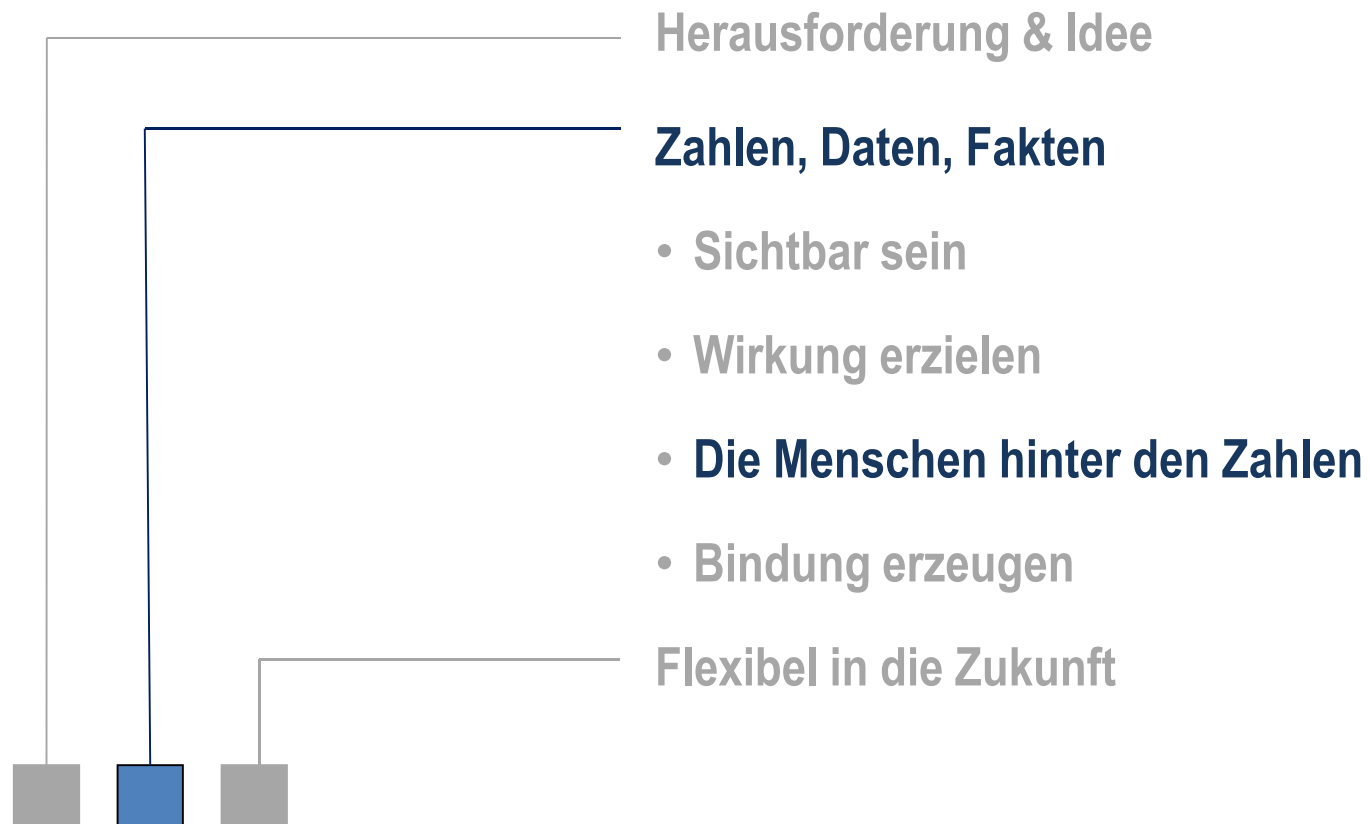 Herausforderung & Idee
Zahlen, Daten, Fakten
• Sichtbar sein
• Wirkung erzielen
• Die Menschen hinter den Zahlen
• Bindung erzeugen
Flexibel in die Zukunft